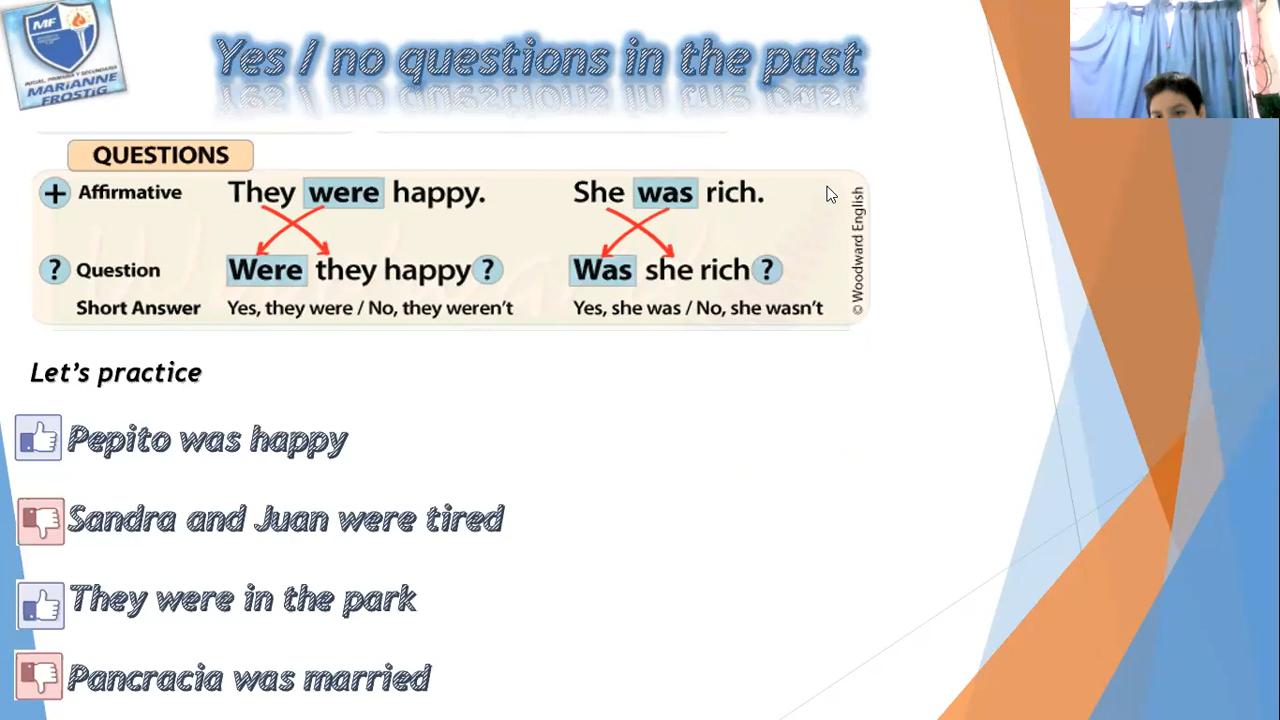 MF
INICIAL, PRIMARIA Y SECUNDARIA
MARIANNE
FROSTIG
Yes / no questions in the past
QUESTIONS
+ Affirmative They were happy. She was rich.
? Question Were they happy? Was she rich?
Short Answer Yes, they were / No, they weren't Yes, she was / No, she wasn't
© Woodward English
Let's practice
Pepito was happy
Sandra and Juan were tired
They were in the park
Pancracia was married